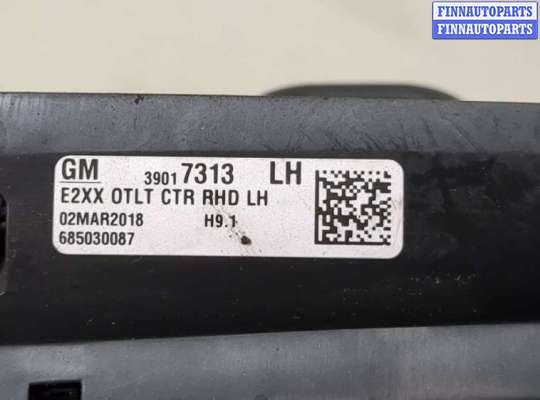 FINNAUTOPARTS
FINNAUTOPARTS
GM 39017313 LH
E2XX OTLT CTR RHD LH
02MAR2018 H9.1
685030087